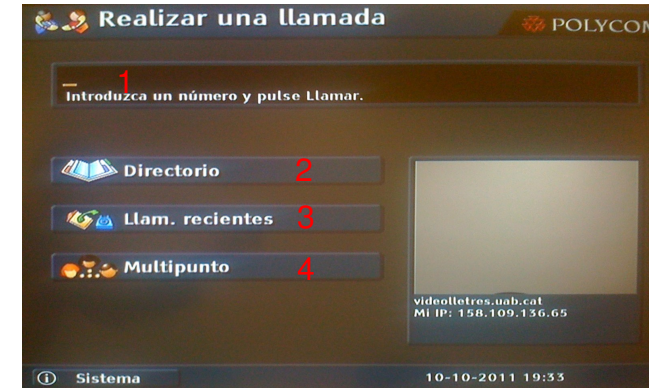 Realizar una llamada
POLYCOM
1
Introduzca un número y pulse Llamar.
Directorio 2
Llam. recientes 3
Multipunto 4
videolletres.uab.cat
Mi IP: 158.109.136.65
Sistema 10-10-2011 19:33